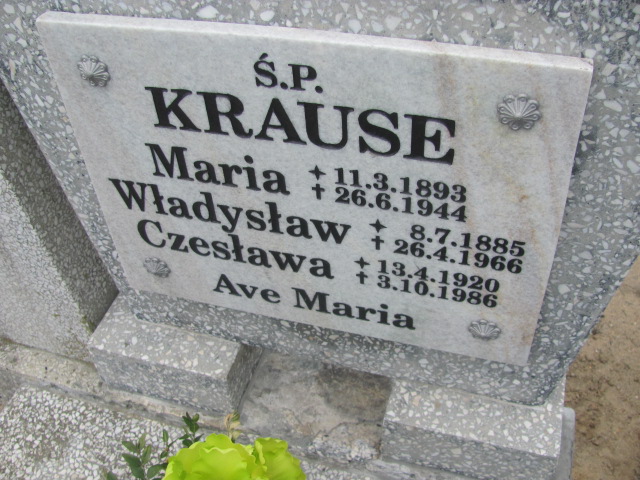 Ś.P.
KRAUSE
Maria ✦ 11.3.1893
✝ 26.6.1944
Władysław ✦ 8.7.1885
✝ 26.4.1966
Czesława ✦ 13.4.1920
✝ 3.10.1986
Ave Maria